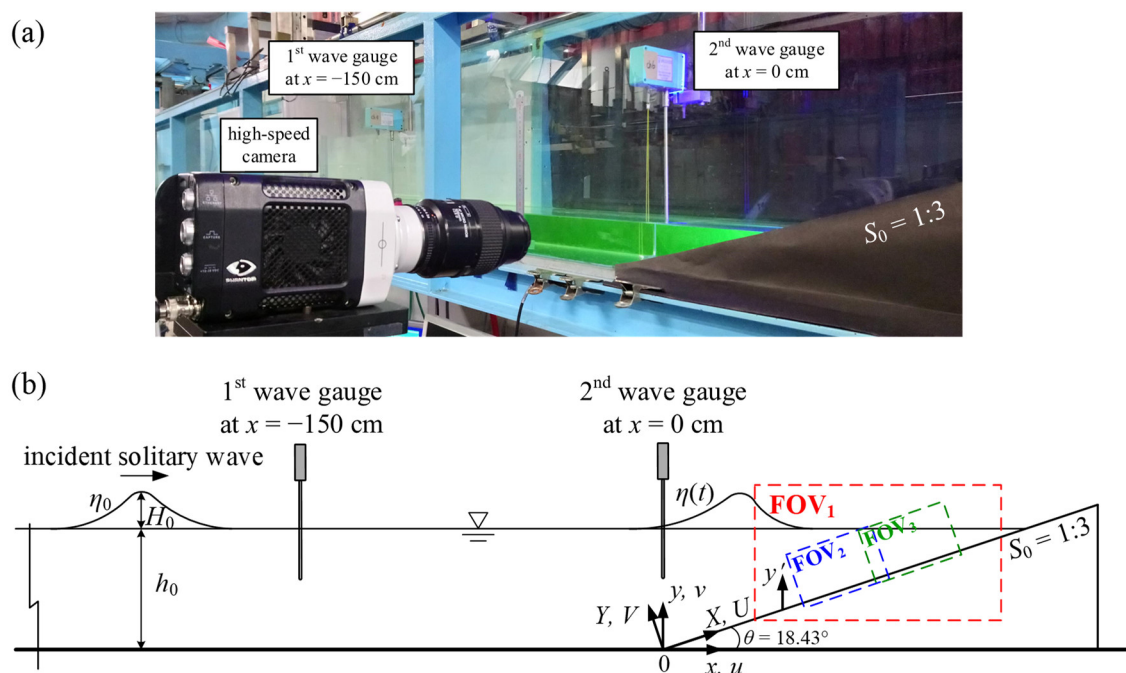 (a)
1st wave gauge
at x = −150 cm
2nd wave gauge
at x = 0 cm
high-speed
camera
S0 = 1:3
(b)
1st wave gauge
at x = −150 cm
2nd wave gauge
at x = 0 cm
incident solitary wave
η0
H0
η(t)
FOV1
FOV2
FOV3
S0 = 1:3
h0
y′
y, v
Y, V
X, U
θ = 18.43°
0
x, u